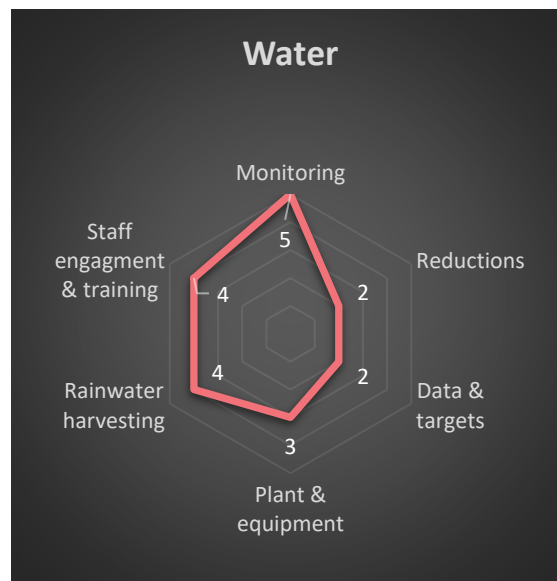 Water
Monitoring
5
Staff
engagment
& training
4
2
Reductions
Rainwater
harvesting
4
2
Data &
targets
3
Plant &
equipment